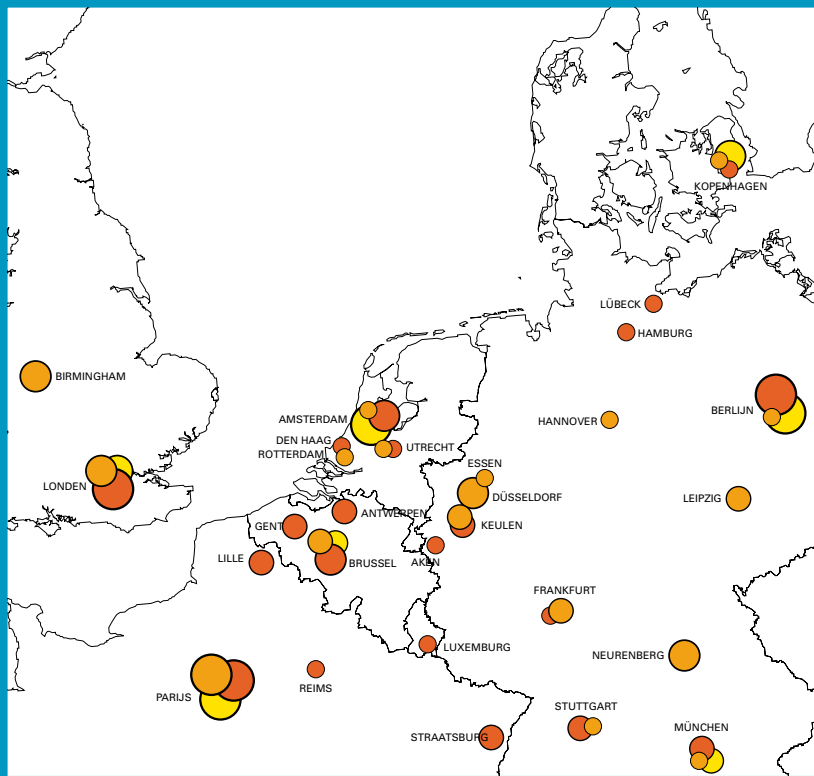 KOPENHAGEN
LÜBECK
HAMBURG
BIRMINGHAM
BERLIJN
AMSTERDAM
HANNOVER
DEN HAAG
UTRECHT
ROTTERDAM
ESSEN
LONDEN
DÜSSELDORF
LEIPZIG
ANTWERPEN
GENT
KEULEN
LILLE
BRUSSEL
AKEN
FRANKFURT
LUXEMBURG
NEURENBERG
REIMS
PARIJS
STUTTGART
MÜNCHEN
STRAATSBURG